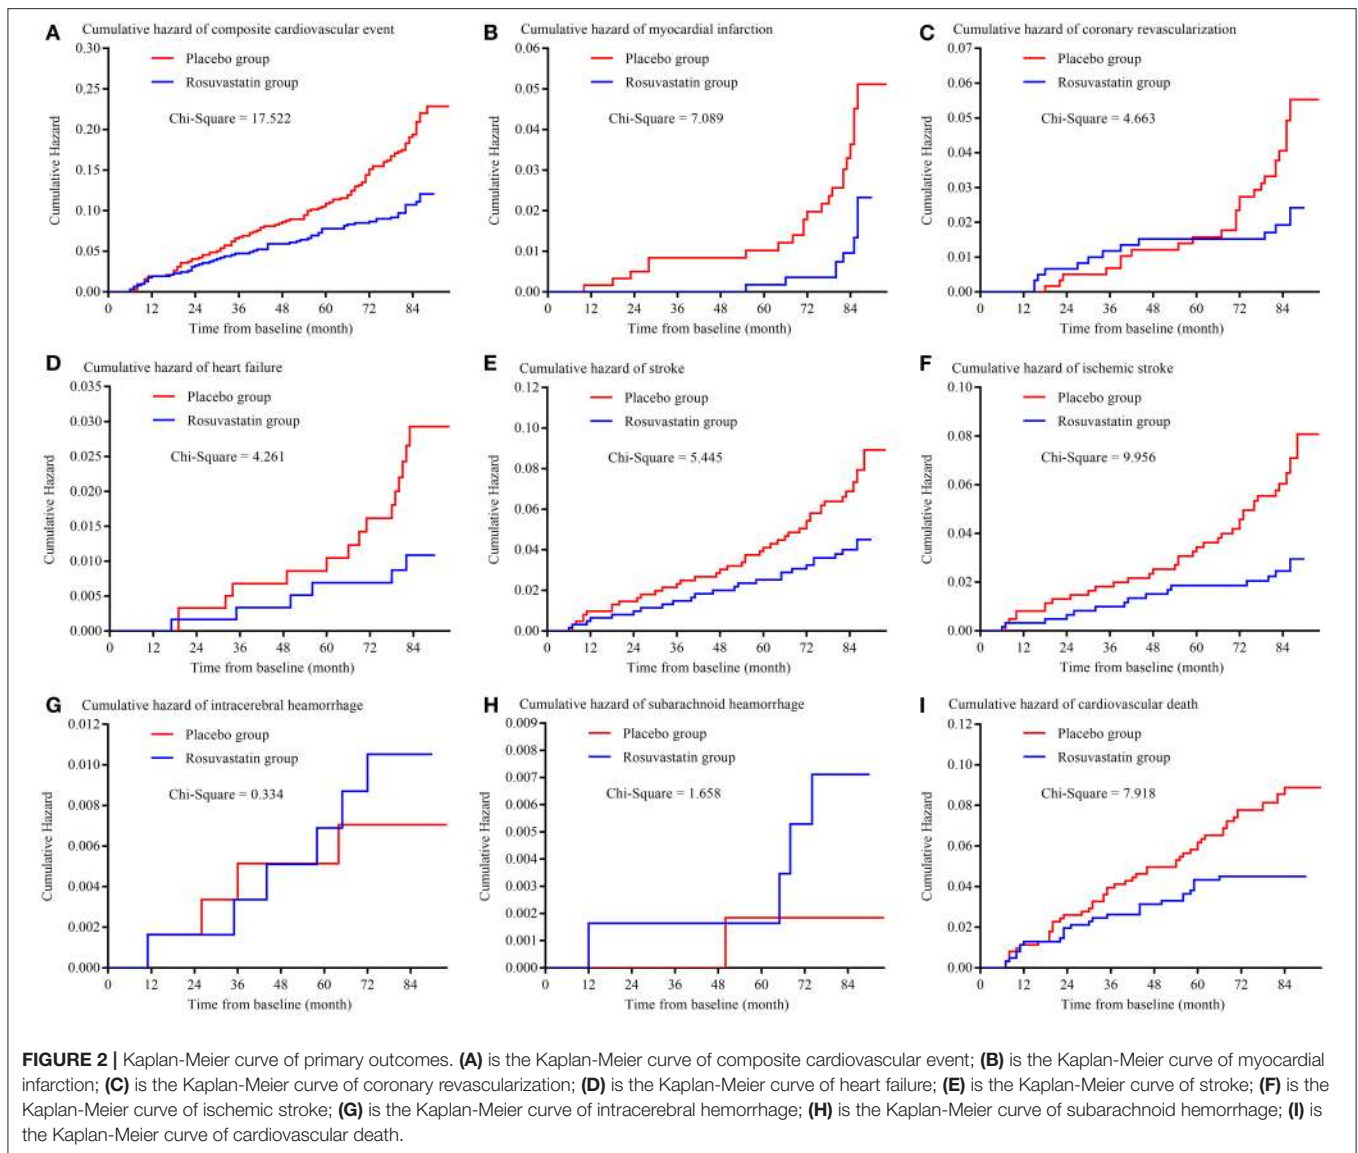 A Cumulative hazard of composite cardiovascular event
0.30
0.25
0.20
0.15
0.10
0.05
0.00
Cumulative Hazard
Placebo group
Rosuvastatin group
Chi-Square = 17.522
0 12 24 36 48 60 72 84
Time from baseline (month)
B Cumulative hazard of myocardial infarction
0.06
0.05
0.04
0.03
0.02
0.01
0.00
Cumulative Hazard
Placebo group
Rosuvastatin group
Chi-Square = 7.089
0 12 24 36 48 60 72 84
Time from baseline (month)
C Cumulative hazard of coronary revascularization
0.07
0.06
0.05
0.04
0.03
0.02
0.01
0.00
Cumulative Hazard
Placebo group
Rosuvastatin group
Chi-Square = 4.663
0 12 24 36 48 60 72 84
Time from baseline (month)
D Cumulative hazard of heart failure
0.035
0.030
0.025
0.020
0.015
0.010
0.005
0.000
Cumulative Hazard
Placebo group
Rosuvastatin group
Chi-Square = 4.261
0 12 24 36 48 60 72 84
Time from baseline (month)
E Cumulative hazard of stroke
0.12
0.10
0.08
0.06
0.04
0.02
0.00
Cumulative Hazard
Placebo group
Rosuvastatin group
Chi-Square = 5.445
0 12 24 36 48 60 72 84
Time from baseline (month)
F Cumulative hazard of ischemic stroke
0.10
0.08
0.06
0.04
0.02
0.00
Cumulative Hazard
Placebo group
Rosuvastatin group
Chi-Square = 9.956
0 12 24 36 48 60 72 84
Time from baseline (month)
G Cumulative hazard of intracerebral heamorrhage
0.012
0.010
0.008
0.006
0.004
0.002
0.000
Cumulative Hazard
Placebo group
Rosuvastatin group
Chi-Square = 0.334
0 12 24 36 48 60 72 84
Time from baseline (month)
H Cumulative hazard of subarachnoid heamorrhage
0.009
0.008
0.007
0.006
0.005
0.004
0.003
0.002
0.001
0.000
Cumulative Hazard
Placebo group
Rosuvastatin group
Chi-Square = 1.658
0 12 24 36 48 60 72 84
Time from baseline (month)
I Cumulative hazard of cardiovascular death
0.12
0.10
0.08
0.06
0.04
0.02
0.00
Cumulative Hazard
Placebo group
Rosuvastatin group
Chi-Square = 7.918
0 12 24 36 48 60 72 84
Time from baseline (month)
FIGURE 2 | Kaplan-Meier curve of primary outcomes. (A) is the Kaplan-Meier curve of composite cardiovascular event; (B) is the Kaplan-Meier curve of myocardial
infarction; (C) is the Kaplan-Meier curve of coronary revascularization; (D) is the Kaplan-Meier curve of heart failure; (E) is the Kaplan-Meier curve of stroke; (F) is the
Kaplan-Meier curve of ischemic stroke; (G) is the Kaplan-Meier curve of intracerebral hemorrhage; (H) is the Kaplan-Meier curve of subarachnoid hemorrhage; (I) is
the Kaplan-Meier curve of cardiovascular death.